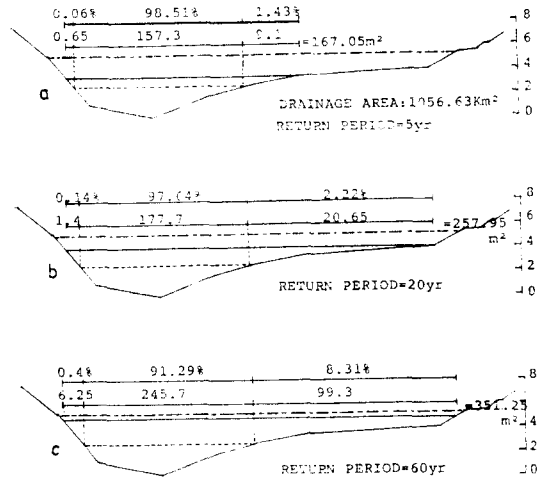 0.06% 98.51% 1.43% 8
0.65 157.3 9.1 =167.05m² 6
4
a 2
DRAINAGE AREA:1056.63Km² 0
RETURN PERIOD=5yr
0.14% 2.22% 8
1.4 177.7 20.65 6
=257.95 m² 4
b 2
RETURN PERIOD=20yr 0
0.4% 91.29% 8.31% 8
6.25 245.7 99.3
=351.25 m² 4
c 2
RETURN PERIOD=60yr 0